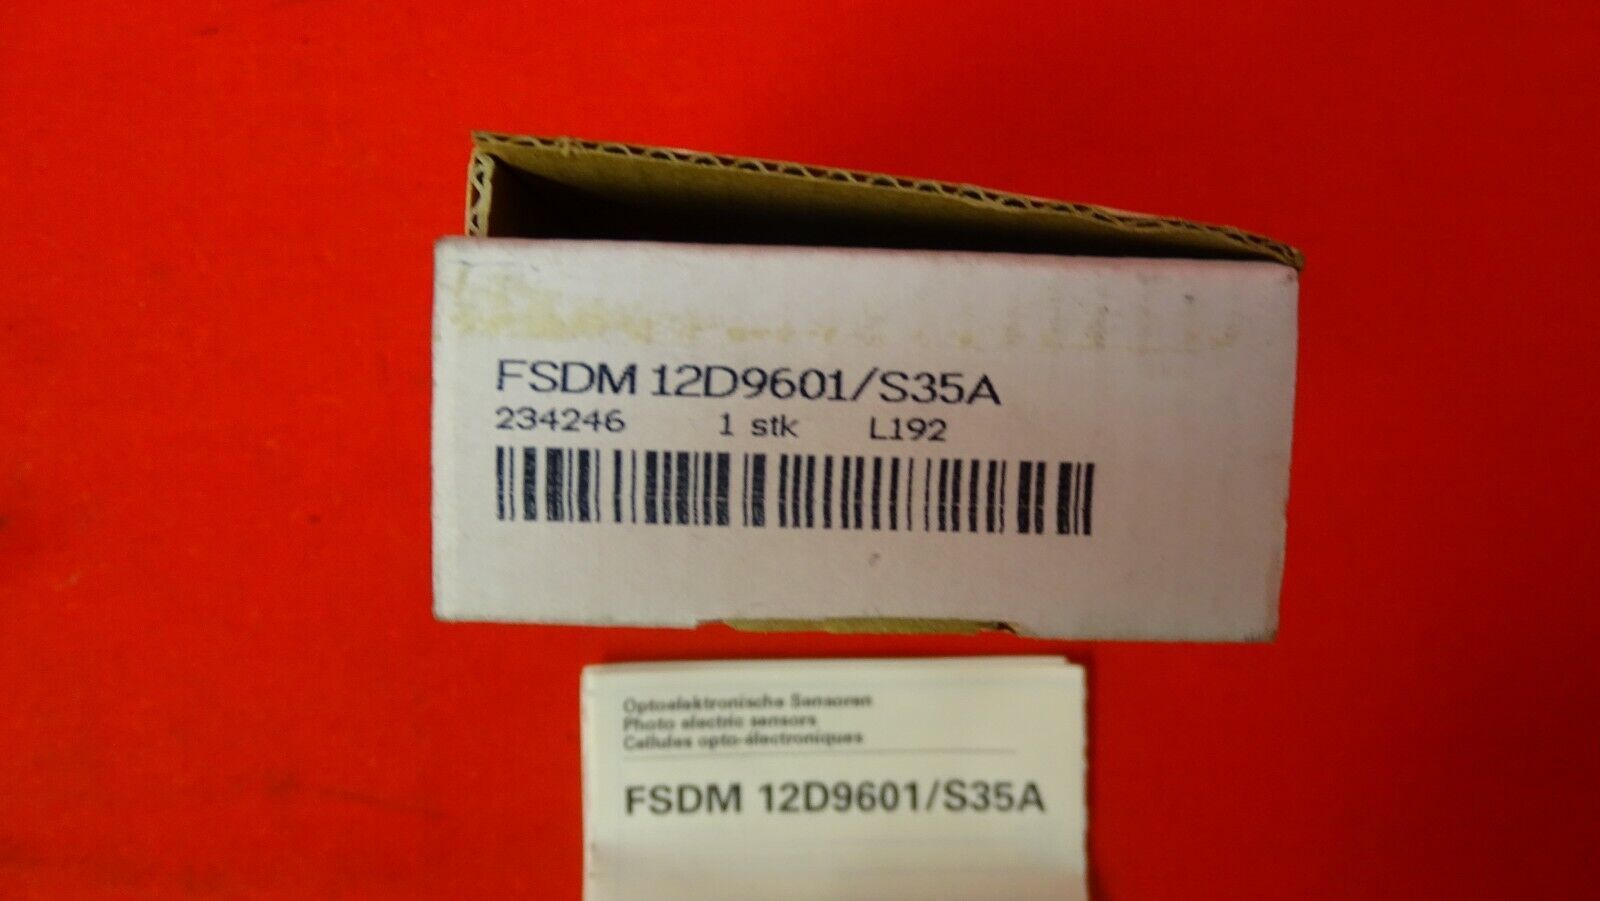 FSDM 12D9601/S35A
234246 1 stk L192
Optoelektronische Sensoren
Photo electric sensors
Cellules opto-électroniques
FSDM 12D9601/S35A